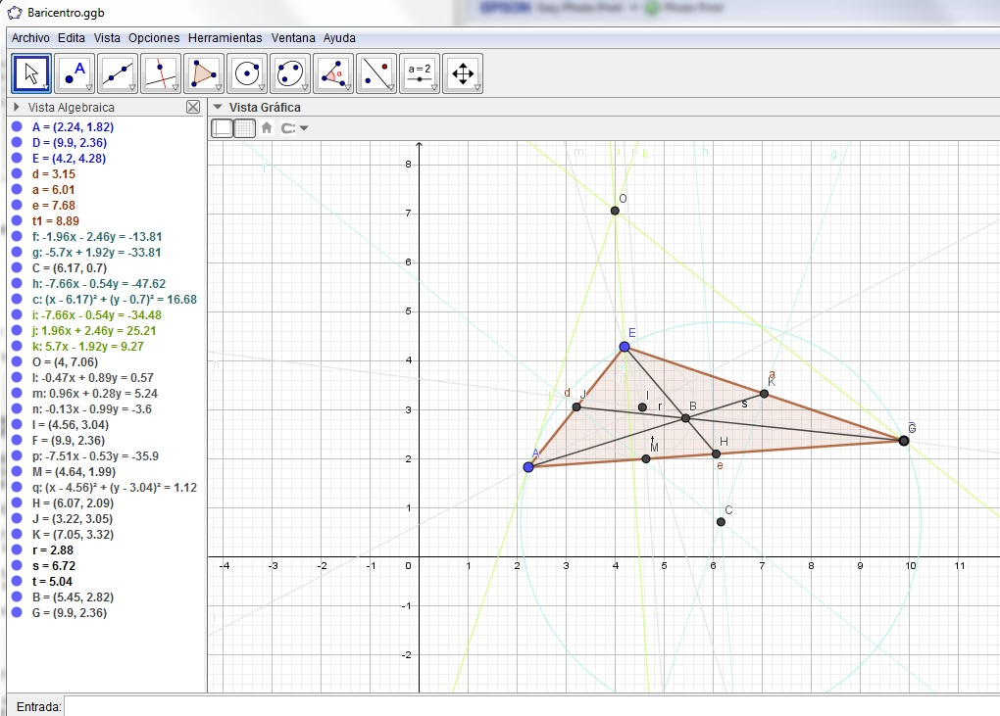 Baricentro.ggb
EPSON Easy Photo Print Photo Print
Archivo Edita Vista Opciones Herramientas Ventana Ayuda
A
α
a = 2
Vista Algebraica
Vista Gráfica
A = (2.24, 1.82)
D = (9.9, 2.36)
E = (4.2, 4.28)
d = 3.15
a = 6.01
e = 7.68
t1 = 8.89
f: -1.96x - 2.46y = -13.81
g: -5.7x + 1.92y = -33.81
C = (6.17, 0.7)
h: -7.66x - 0.54y = -47.62
c: (x - 6.17)² + (y - 0.7)² = 16.68
i: -7.66x - 0.54y = -34.48
j: 1.96x + 2.46y = 25.21
k: 5.7x - 1.92y = 9.27
O = (4, 7.06)
l: -0.47x + 0.89y = 0.57
m: 0.96x + 0.28y = 5.24
n: -0.13x - 0.99y = -3.6
I = (4.56, 3.04)
F = (9.9, 2.36)
p: -7.51x - 0.53y = -35.9
M = (4.64, 1.99)
q: (x - 4.56)² + (y - 3.04)² = 1.12
H = (6.07, 2.09)
J = (3.22, 3.05)
K = (7.05, 3.32)
r = 2.88
s = 6.72
t = 5.04
B = (5.45, 2.82)
G = (9.9, 2.36)
m i k h g
f
8
O
7
6
5
E
4
d J I r B s a K
3
G
A t M H e
2
1
C
-4 -3 -2 -1 0 1 2 3 4 5 6 7 8 9 10 11
-1
-2
Entrada: